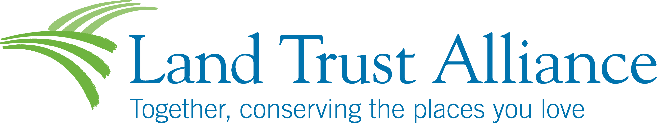 Land Trust Alliance
Together, conserving the places you love